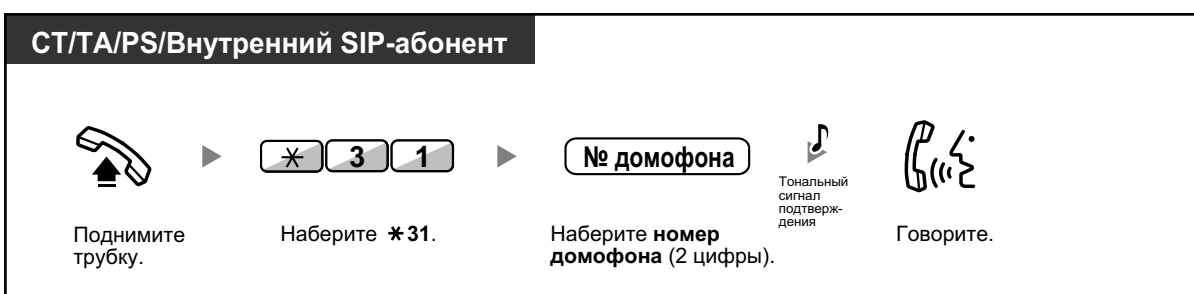 СТ/ТА/PS/Внутренний SIP-абонент
* 3 1
№ домофона
Тональный
сигнал
подтверж-
дения
Поднимите
трубку.
Наберите *31.
Наберите номер
домофона (2 цифры).
Говорите.